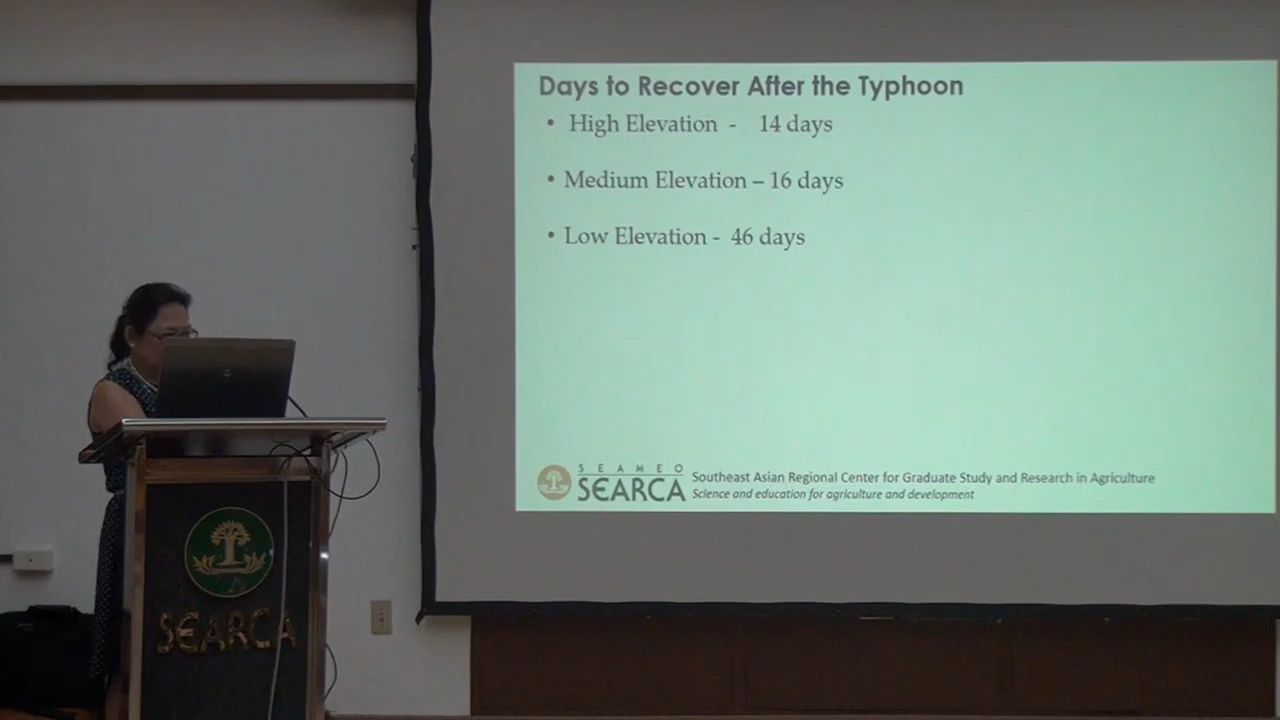 Days to Recover After the Typhoon
• High Elevation - 14 days
• Medium Elevation – 16 days
• Low Elevation - 46 days
SEAMEO
SEARCA
Southeast Asian Regional Center for Graduate Study and Research in Agriculture
Science and education for agriculture and development
SEARCA